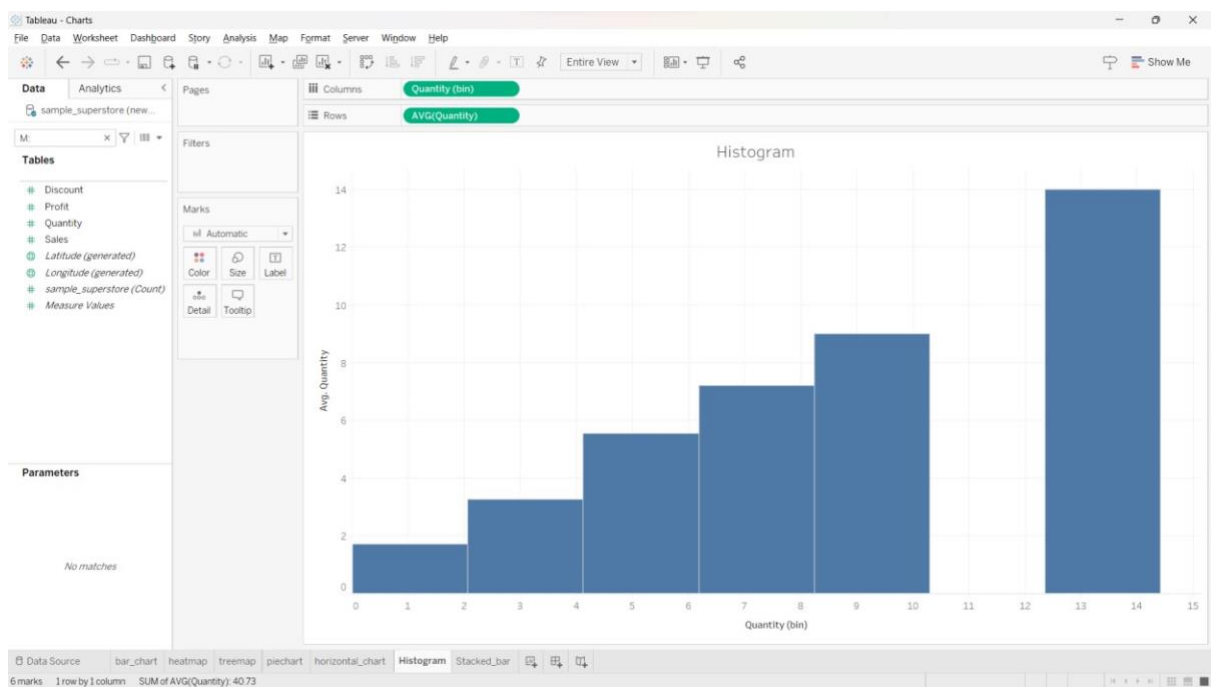 Tableau - Charts
File Data Worksheet Dashboard Story Analysis Map Format Server Window Help
Entire View
Show Me
Data Analytics
sample_superstore (new...
M:
Tables
Discount
Profit
Quantity
Sales
Latitude (generated)
Longitude (generated)
sample_superstore (Count)
Measure Values
Parameters
No matches
Pages
Filters
Marks
Automatic
Color Size Label
Detail Tooltip
Columns Quantity (bin)
Rows AVG(Quantity)
Histogram
14
12
10
8
6
4
2
0
Avg. Quantity
0 1 2 3 4 5 6 7 8 9 10 11 12 13 14 15
Quantity (bin)
Data Source bar_chart heatmap treemap piechart horizontal_chart Histogram Stacked_bar
6 marks 1 row by 1 column SUM of AVG(Quantity): 40.73